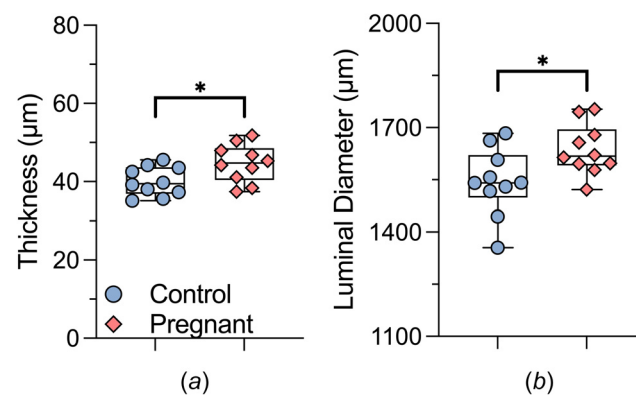 Thickness (μm)
80
60
40
20
0
*
Control
Pregnant
(a)
Luminal Diameter (μm)
2000
1700
1400
1100
*
(b)